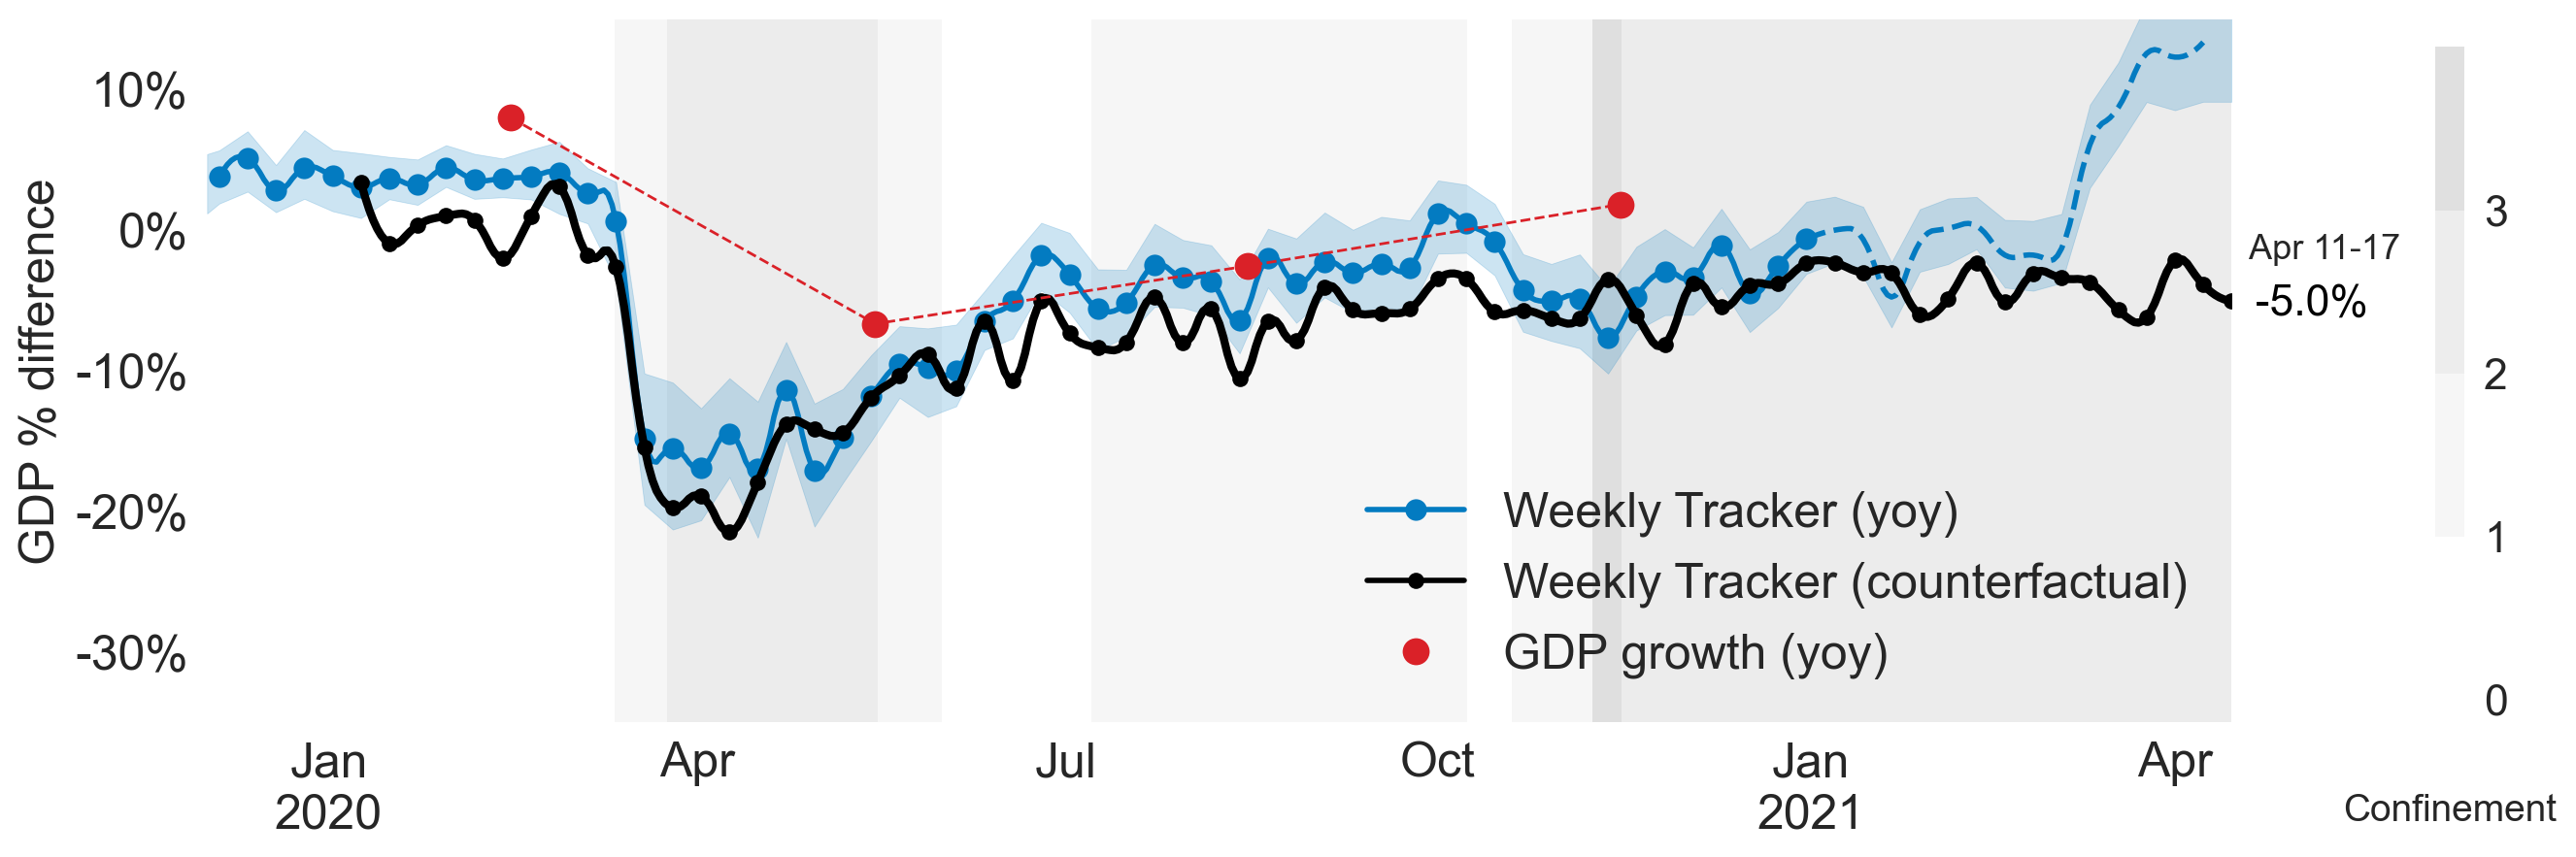 GDP % difference
10%
0%
-10%
-20%
-30%
Jan
2020
Apr
Jul
Oct
Jan
2021
Apr
Weekly Tracker (yoy)
Weekly Tracker (counterfactual)
GDP growth (yoy)
Apr 11-17
-5.0%
3
2
1
0
Confinement